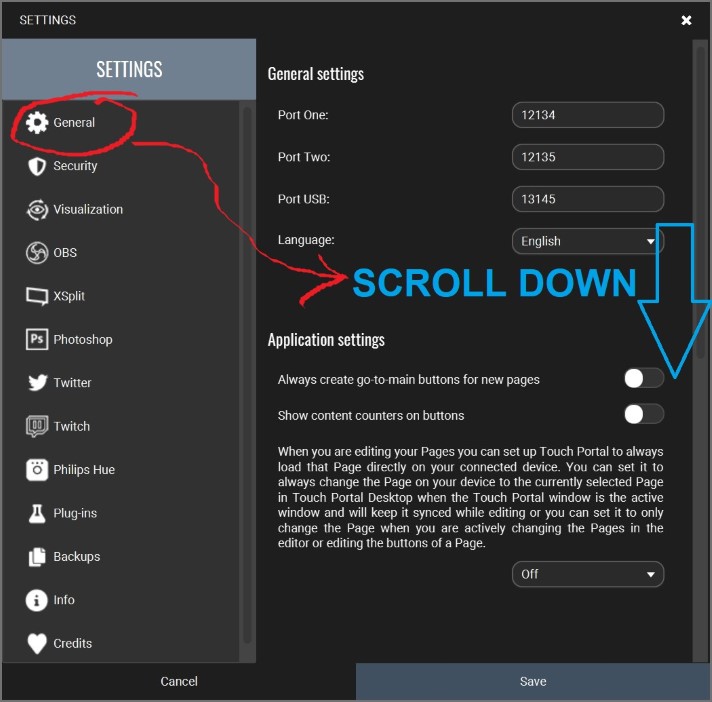 SETTINGS
SETTINGS
General
Security
Visualization
OBS
XSplit
Ps Photoshop
Twitter
Twitch
Philips Hue
Plug-ins
Backups
Info
Credits
General settings
Port One: 12134
Port Two: 12135
Port USB: 13145
Language: English
SCROLL DOWN
Application settings
Always create go-to-main buttons for new pages
Show content counters on buttons
When you are editing your Pages you can set up Touch Portal to always
load that Page directly on your connected device. You can set it to
always change the Page on your device to the currently selected Page
in Touch Portal Desktop when the Touch Portal window is the active
window and will keep it synced while editing or you can set it to only
change the Page when you are actively changing the Pages in the
editor or editing the buttons of a Page.
Off
Cancel
Save